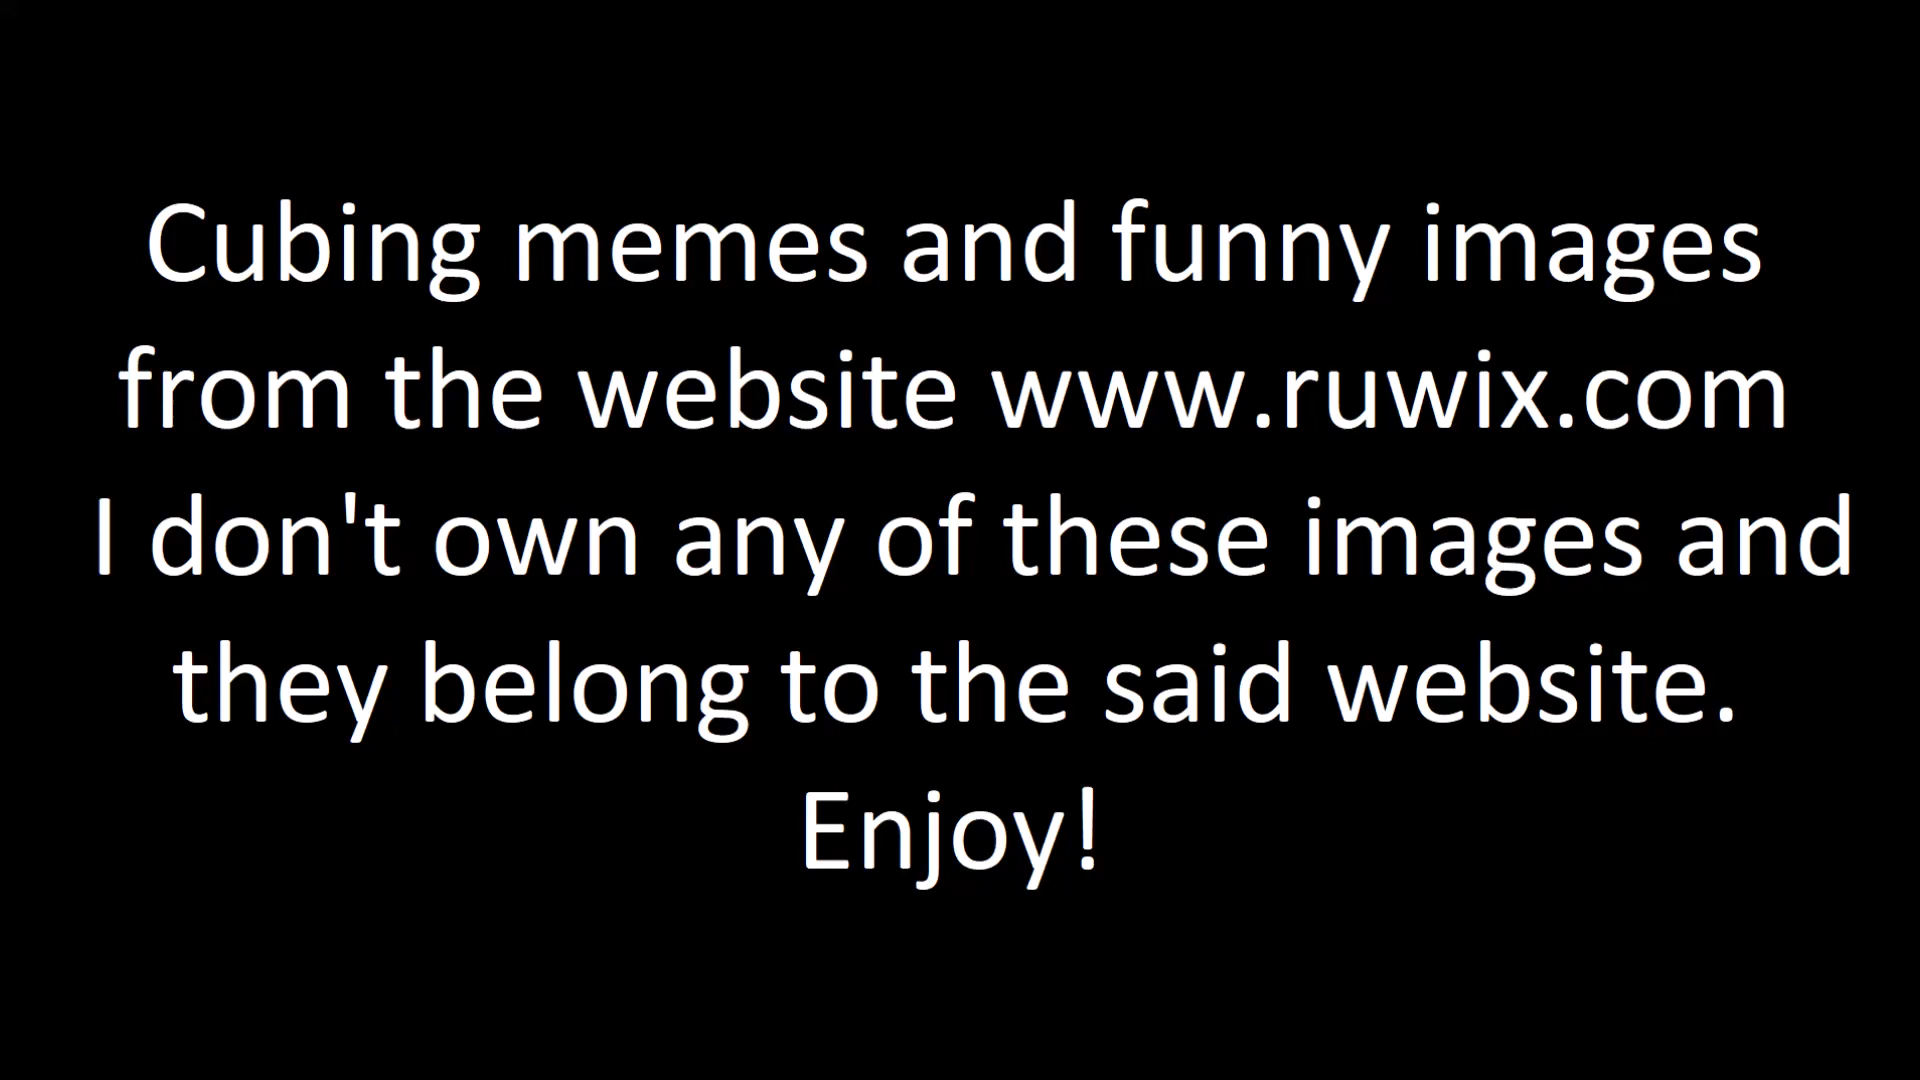 Cubing memes and funny images
from the website www.ruwix.com
I don't own any of these images and
they belong to the said website.
Enjoy!